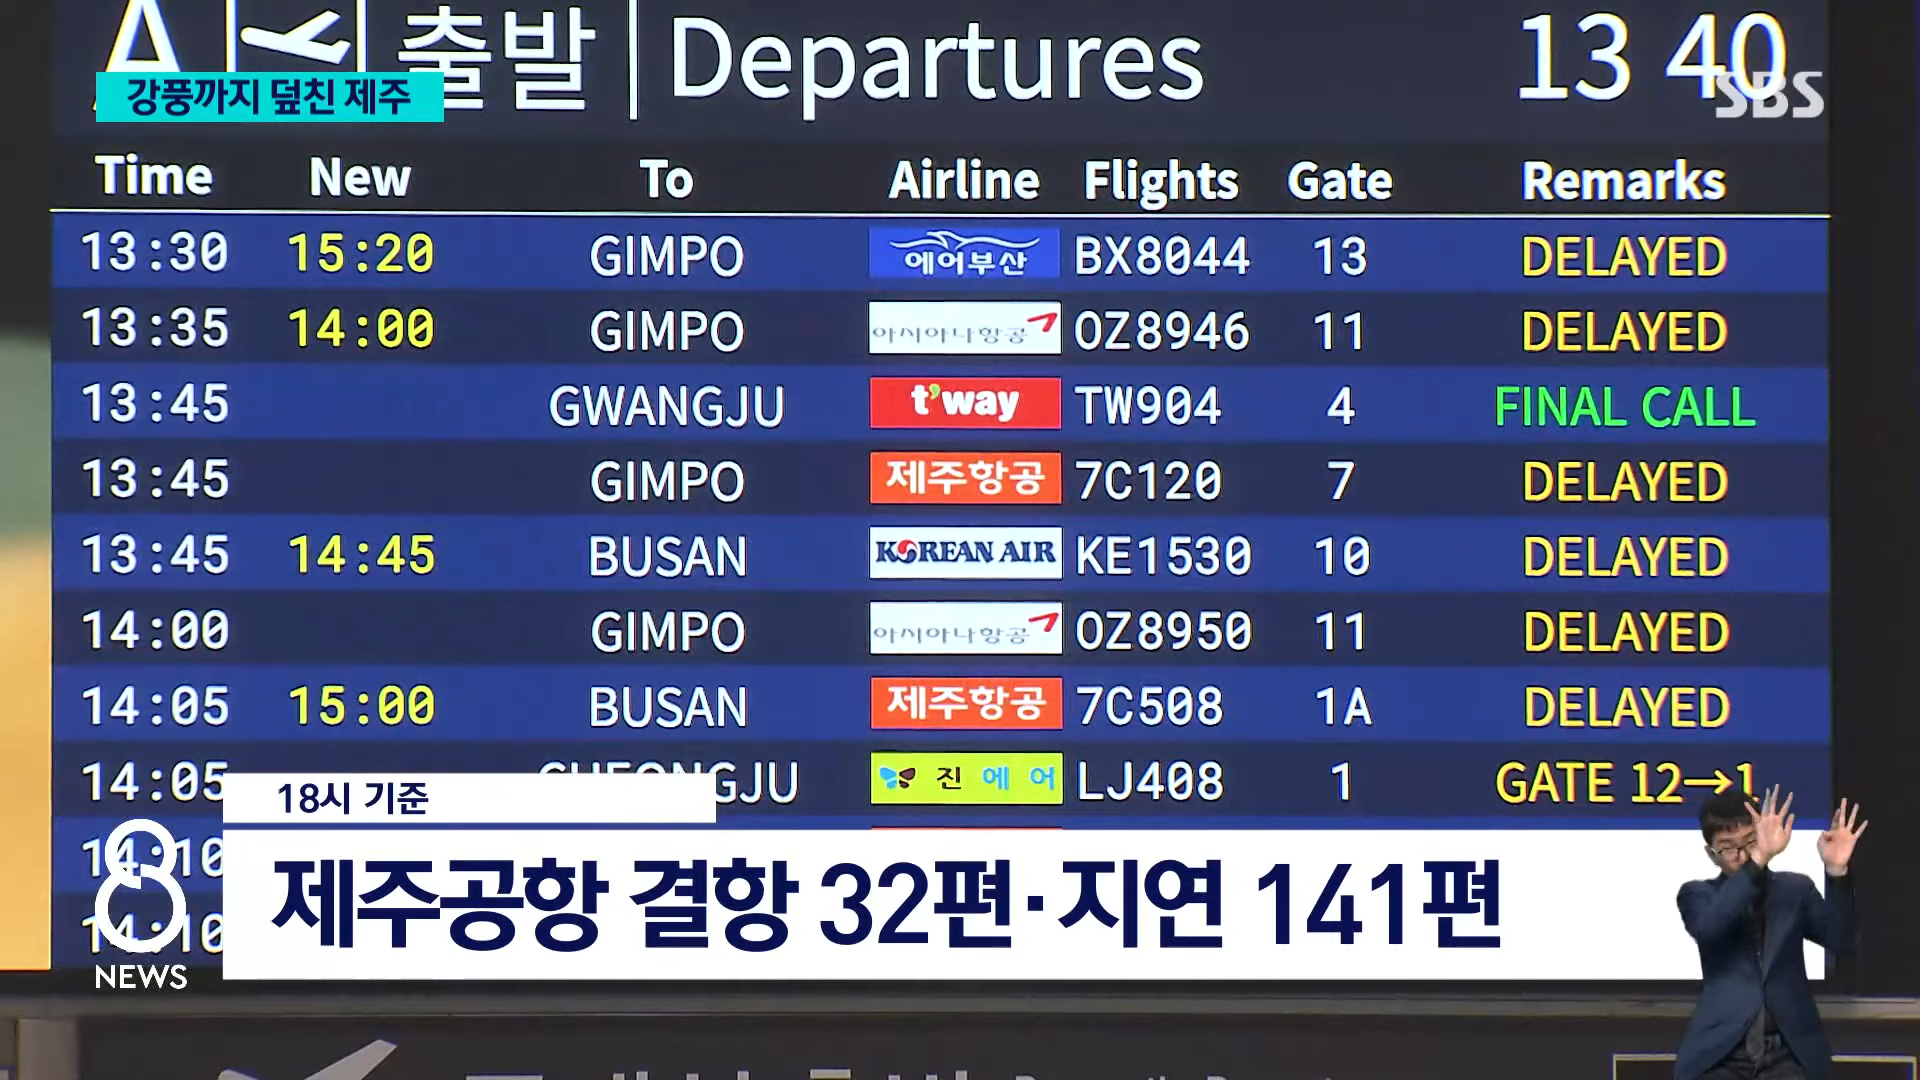 출발 Departures 13 40
SBS
강풍까지 덮친 제주
Time New To Airline Flights Gate Remarks
13:30 15:20 GIMPO 에어부산 BX8044 13 DELAYED
13:35 14:00 GIMPO 아시아나항공 OZ8946 11 DELAYED
13:45 GWANGJU t'way TW904 4 FINAL CALL
13:45 GIMPO 제주항공 7C120 7 DELAYED
13:45 14:45 BUSAN KOREAN AIR KE1530 10 DELAYED
14:00 GIMPO 아시아나항공 OZ8950 11 DELAYED
14:05 15:00 BUSAN 제주항공 7C508 1A DELAYED
14:05 CHEONGJU 진에어 LJ408 1 GATE 12→1
18시 기준
14:10
제주공항 결항 32편·지연 141편
14:10
8 NEWS